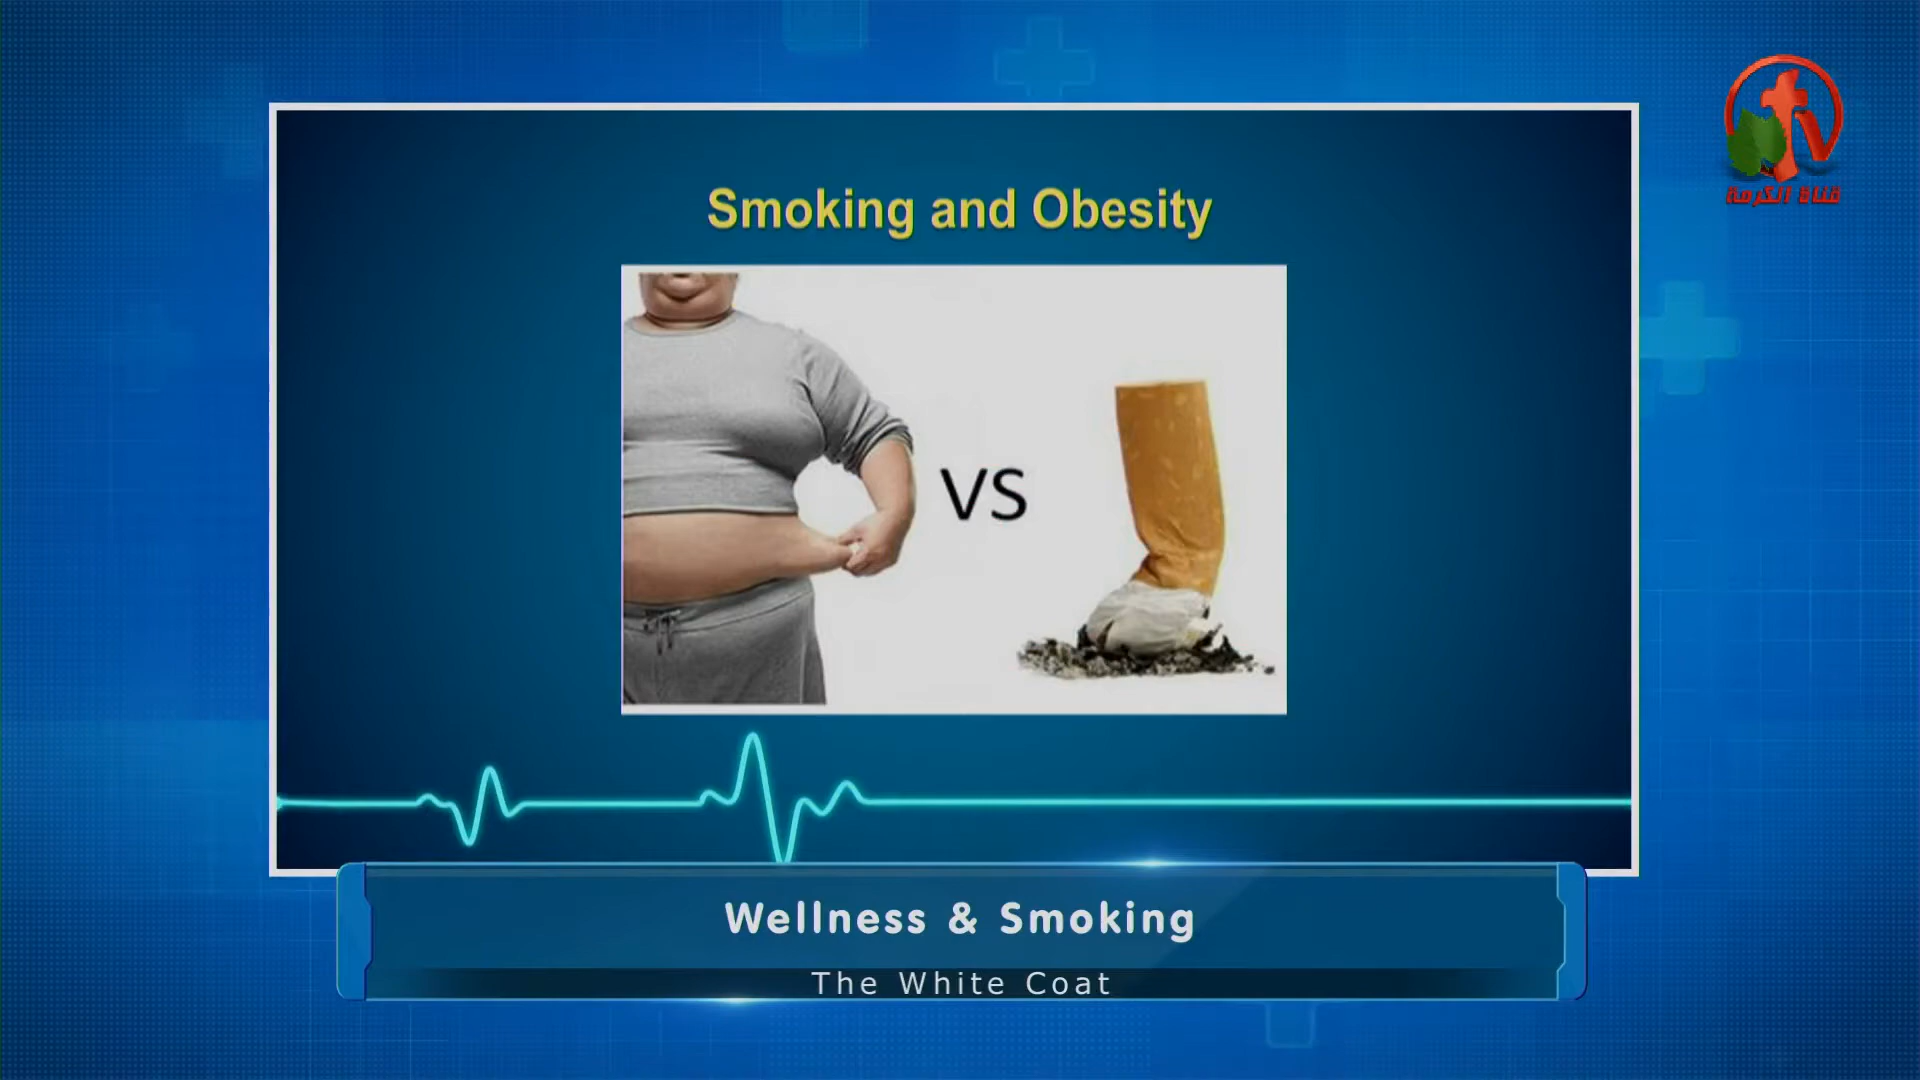 tv
قناة الكرمة
Smoking and Obesity
VS
Wellness & Smoking
The White Coat